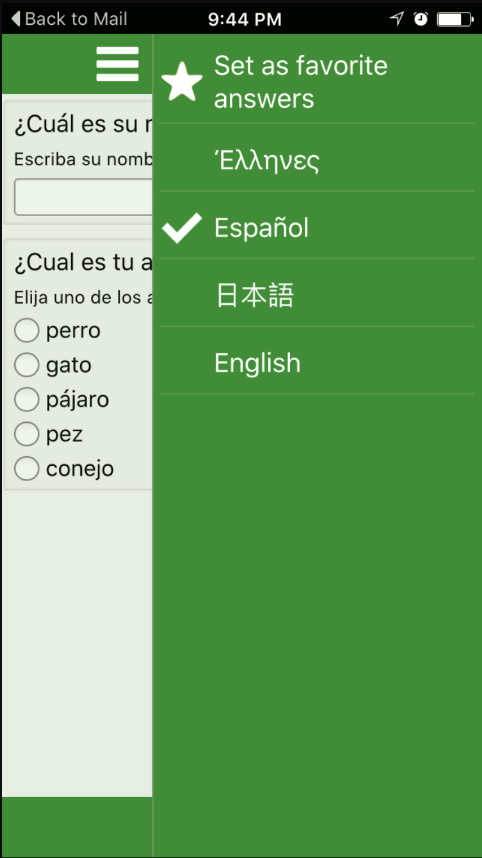 Back to Mail
9:44 PM
¿Cuál es su
Escriba su nomb
¿Cual es tu a
Elija uno de los
perro
gato
pájaro
pez
conejo
Set as favorite
answers
Έλληνες
Español
日本語
English